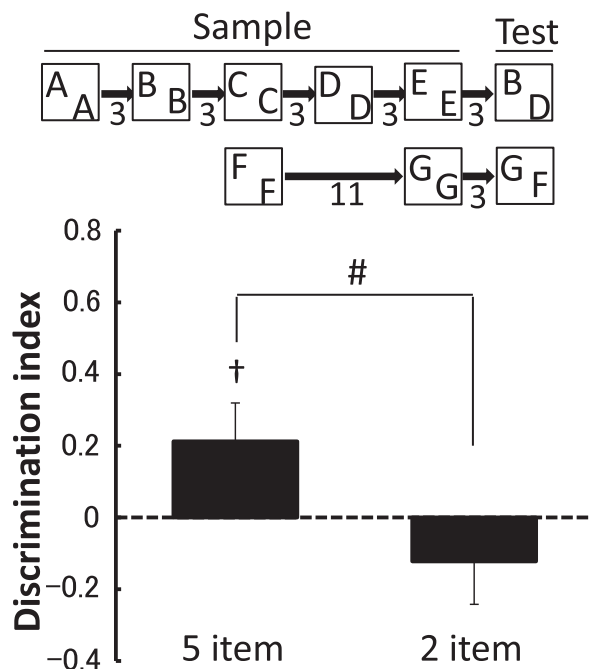 Sample Test
A A 3 B B 3 C C 3 D D 3 E E 3 B D
F F 11 G G 3 G F
Discrimination index
0.8
#
0.6
0.4
†
0.2
0
−0.2
−0.4
5 item 2 item